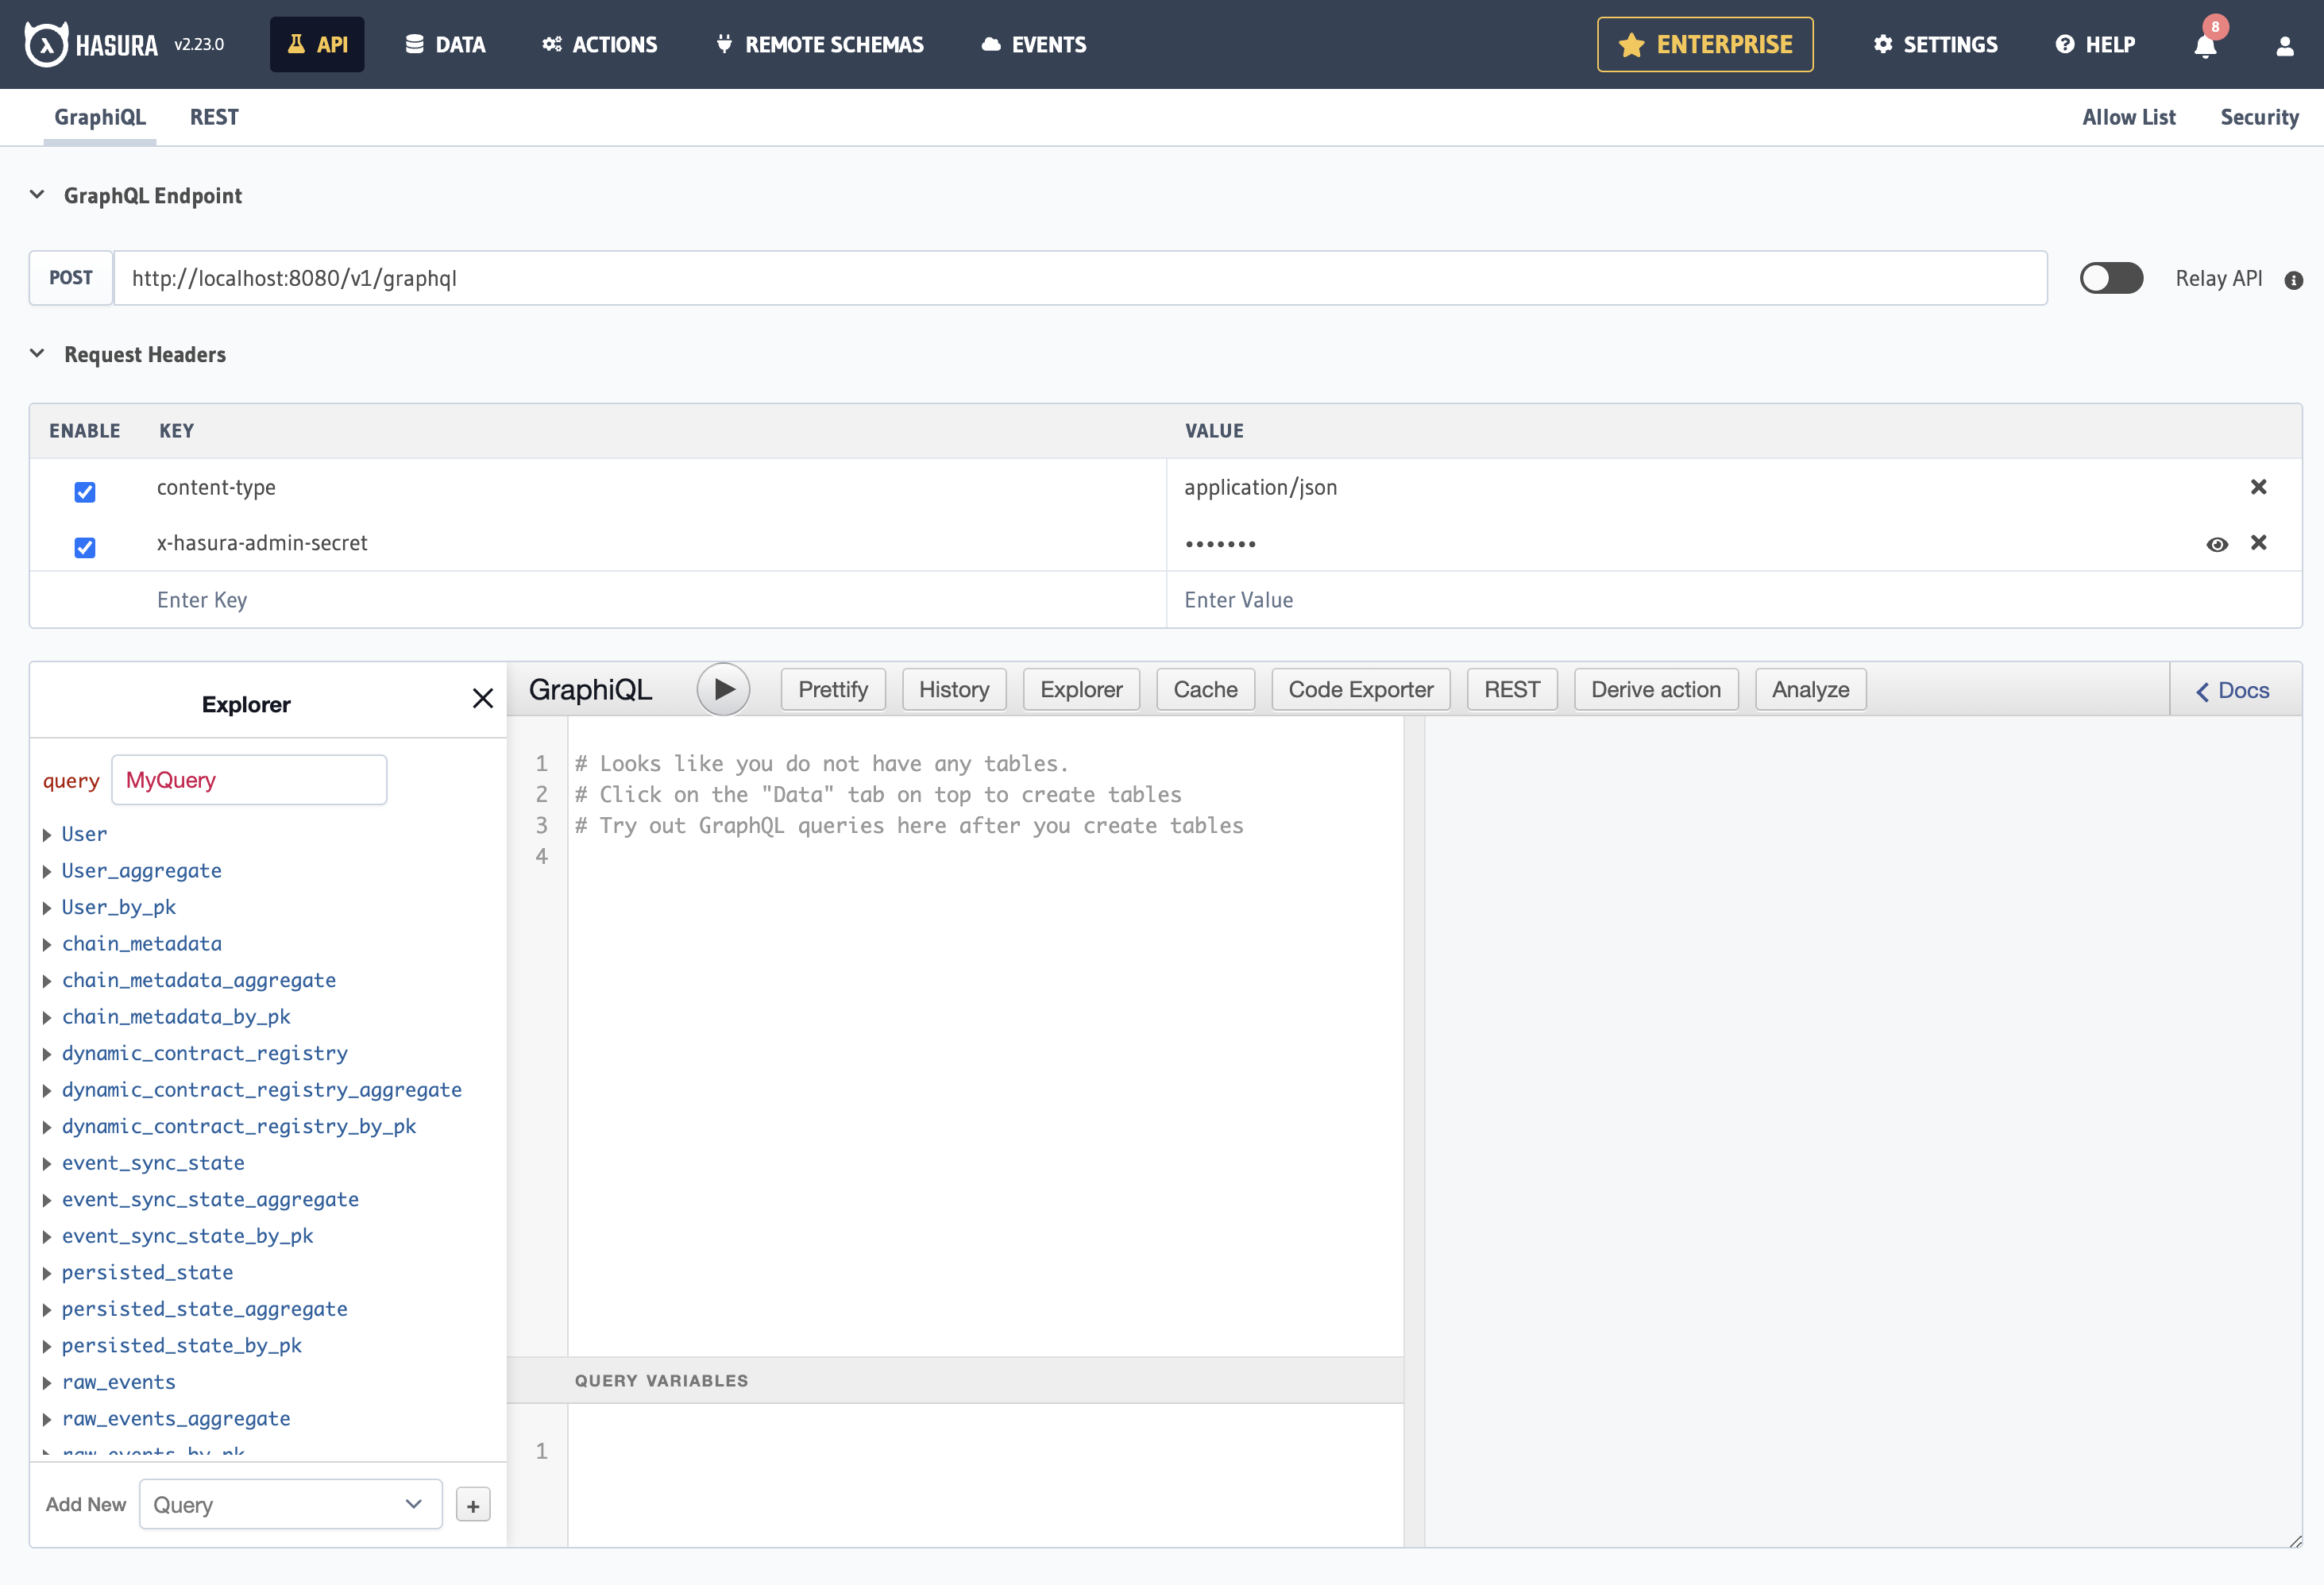 HASURA v2.23.0 API DATA ACTIONS REMOTE SCHEMAS EVENTS ENTERPRISE SETTINGS HELP 8
GraphiQL REST Allow List Security
GraphQL Endpoint
POST http://localhost:8080/v1/graphql Relay API
Request Headers
ENABLE KEY VALUE
content-type application/json
x-hasura-admin-secret •••••••
Enter Key Enter Value
Explorer
GraphiQL Prettify History Explorer Cache Code Exporter REST Derive action Analyze Docs
query MyQuery
User
User_aggregate
User_by_pk
chain_metadata
chain_metadata_aggregate
chain_metadata_by_pk
dynamic_contract_registry
dynamic_contract_registry_aggregate
dynamic_contract_registry_by_pk
event_sync_state
event_sync_state_aggregate
event_sync_state_by_pk
persisted_state
persisted_state_aggregate
persisted_state_by_pk
raw_events
raw_events_aggregate
raw_events_by_pk
Add New Query +
1 # Looks like you do not have any tables.
2 # Click on the "Data" tab on top to create tables
3 # Try out GraphQL queries here after you create tables
4
QUERY VARIABLES
1